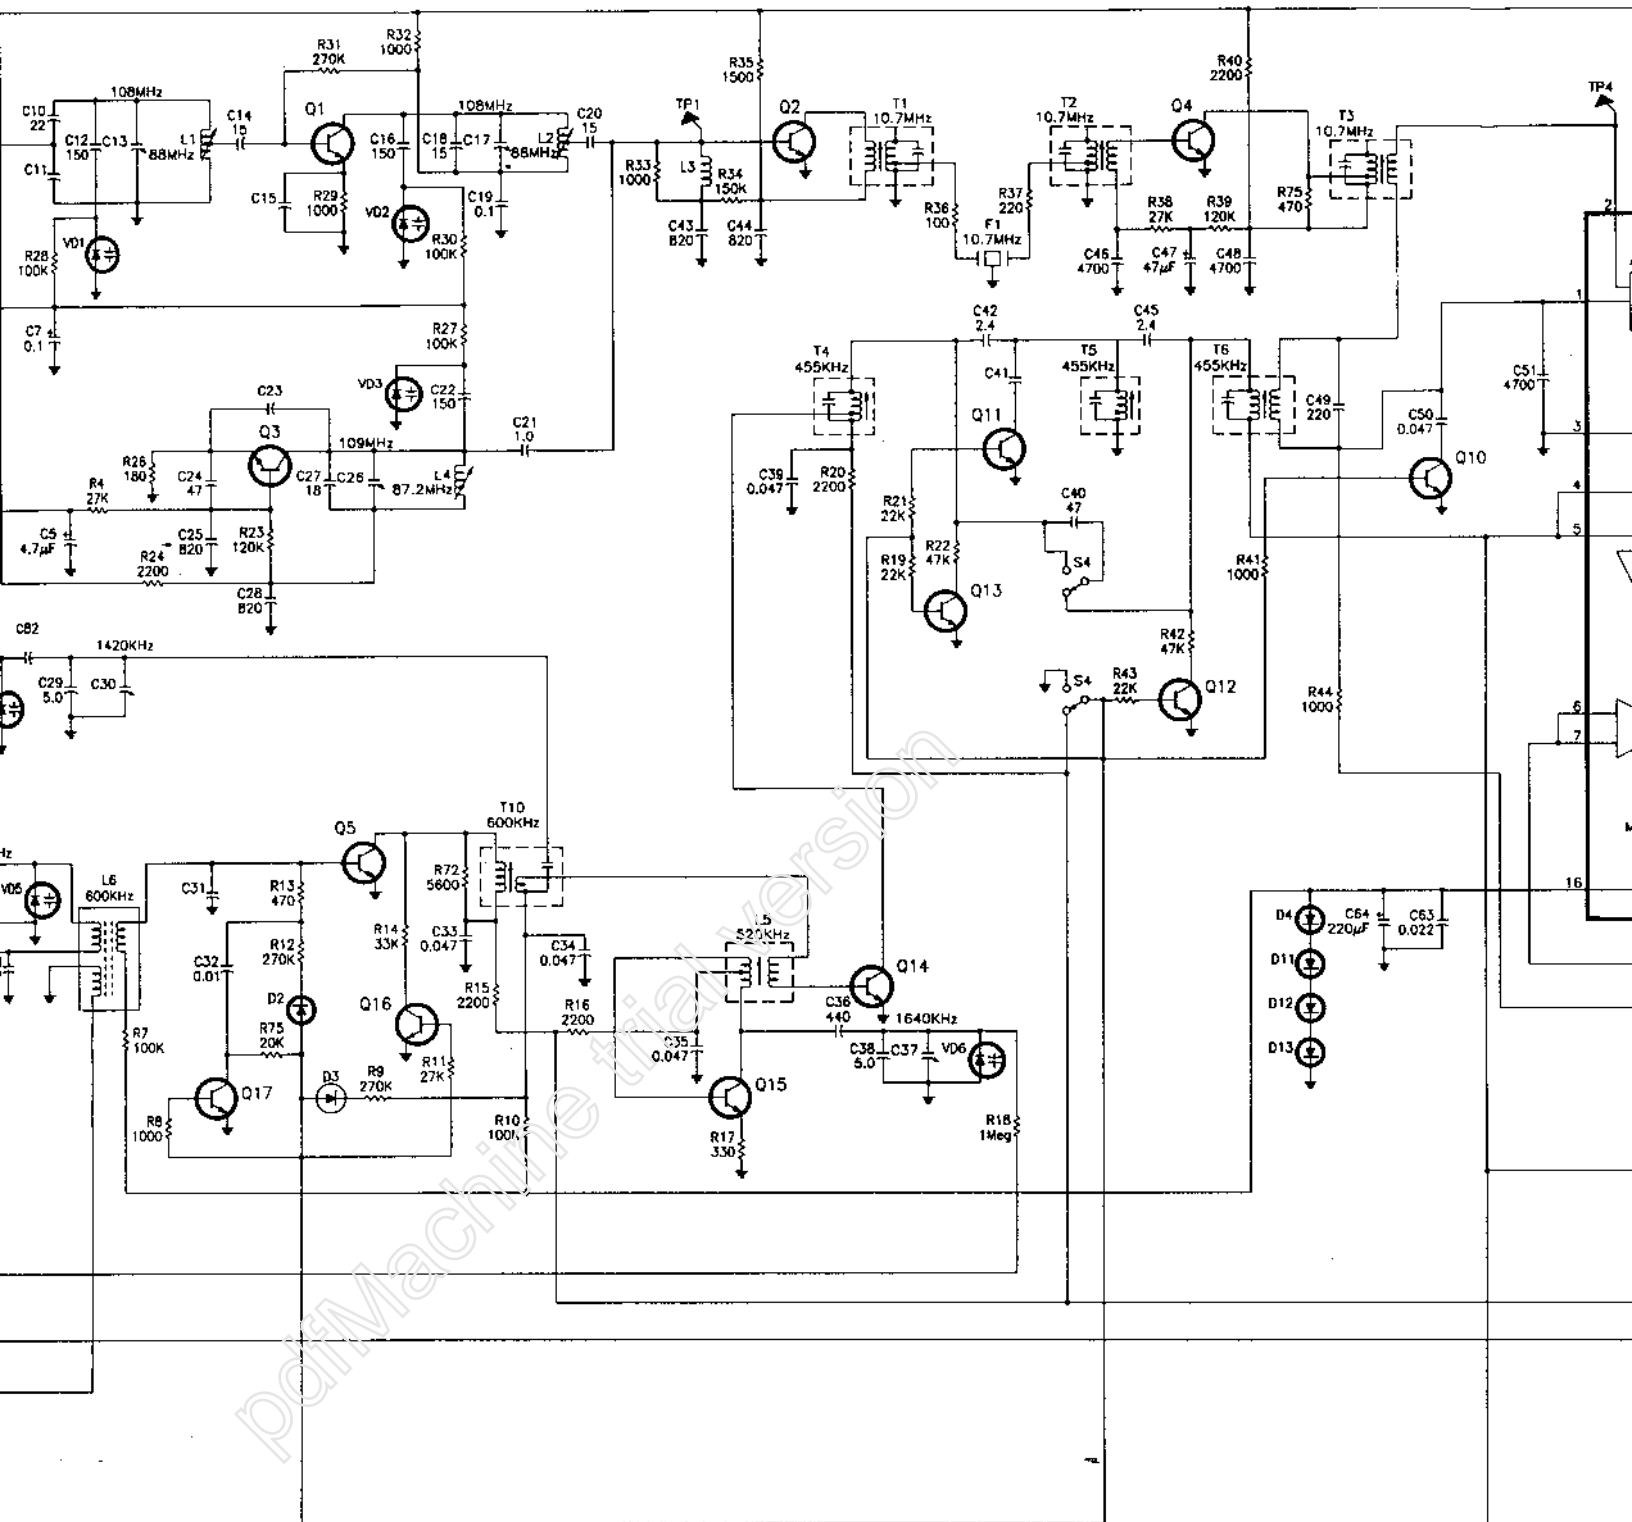 R31
270K
R32
1000
108MHz
C10
22
C12
150
C13
L1
88MHz
C11
C14
15
Q1
C16
150
108MHz
C18
15
C17
L2
88MHz
C20
15
TP1
R35
1500
Q2
T1
10.7MHz
T2
10.7MHz
Q4
R40
2200
T3
10.7MHz
TP4
C15
R29
1000
VD2
C19
0.1
R30
100K
R33
1000
L3
R34
150K
C43
820
C44
820
R36
100
R37
220
F1
10.7MHz
R38
27K
R39
120K
R75
470
C46
4700
C47
47µF
C48
4700
2
R28
100K
VD1
C7
0.1
R27
100K
VD3
C22
150
C42
2.4
C45
2.4
T4
455KHz
C41
T5
455KHz
T6
455KHz
C49
220
C50
0.047
C51
4700
1
3
C23
Q3
R26
180
C24
47
109MHz
C27
18
C26
L4
87.2MHz
C21
1.0
Q11
Q10
R4
27K
C5
4.7µF
C25
820
R23
120K
R24
2200
C28
820
C39
0.047
R20
2200
R21
22K
R19
22K
R22
47K
C40
47
S4
Q13
R41
1000
4
5
C82
1420KHz
C29
5.0
C30
R42
47K
S4
R43
22K
Q12
R44
1000
6
7
T10
600KHz
Q5
Hz
VD5
L6
600KHz
C31
R13
470
R72
5600
R14
33K
C33
0.047
C34
0.047
L5
520KHz
Q14
C32
0.01
R12
270K
D2
R75
20K
Q16
R15
2200
R16
2200
C35
0.047
C36
440
1640KHz
C38
5.0
C37
VD6
D4
D11
D12
D13
C64
220µF
C63
0.022
16
M
R7
100K
Q17
R8
1000
D3
R9
270K
R11
27K
R10
Q15
R17
330
R18
1Meg
pdfMachine trial version